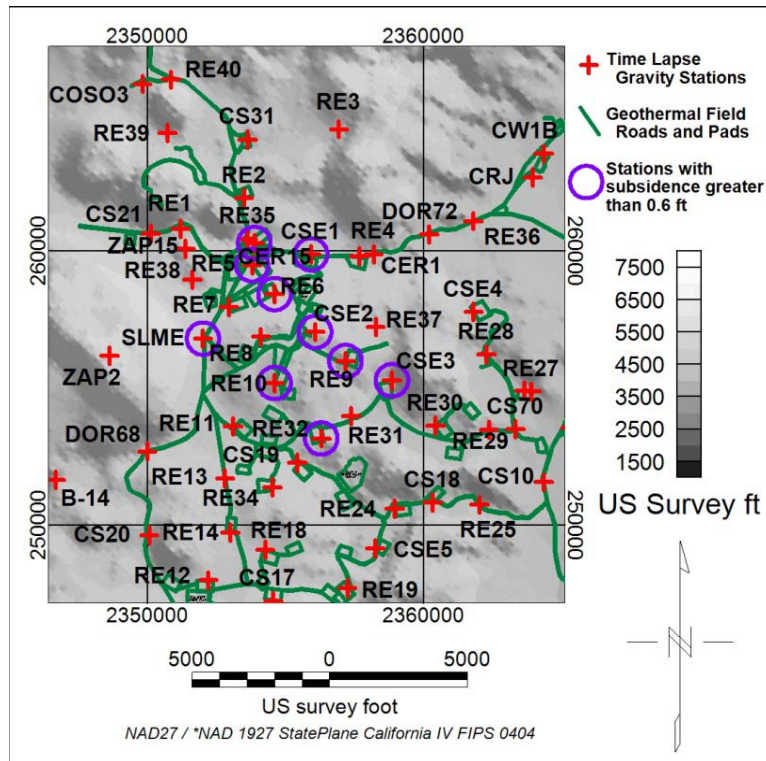 2350000
2360000
RE40
COSO3
CS31
RE3
RE39
CW1B
RE2
CRJ
RE1
CS21
RE35
CSE1
RE4
DOR72
RE36
260000
260000
ZAP15
CER15
CER1
RE38
RE5
RE6
CSE4
RE7
CSE2
RE37
SLME
RE28
RE8
ZAP2
CSE3
RE27
RE10
RE9
RE11
RE32
RE30
CS70
DOR68
RE31
RE29
CS19
RE13
B-14
RE34
CS18
CS10
RE24
250000
250000
CS20
RE14
RE18
RE25
CSE5
RE12
CS17
RE19
2350000
2360000
Time Lapse
Gravity Stations
Geothermal Field
Roads and Pads
Stations with
subsidence greater
than 0.6 ft
7500
6500
5500
4500
3500
2500
1500
US Survey ft
N
5000 0 5000
US survey foot
NAD27 / *NAD 1927 StatePlane California IV FIPS 0404